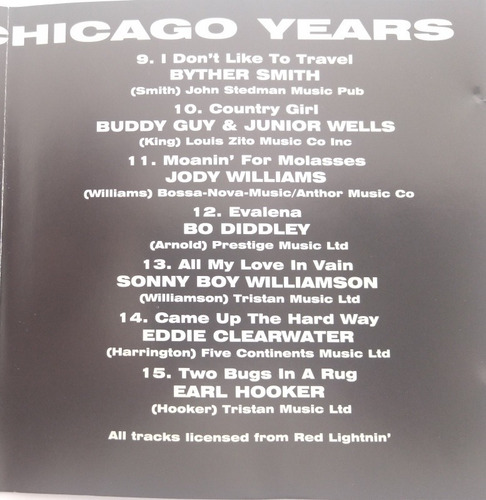 CHICAGO YEARS
9. I Don't Like To Travel
BYTHER SMITH
(Smith) John Stedman Music Pub
10. Country Girl
BUDDY GUY & JUNIOR WELLS
(King) Louis Zito Music Co Inc
11. Moanin' For Molasses
JODY WILLIAMS
(Williams) Bossa-Nova-Music/Anthor Music Co
12. Evalena
BO DIDDLEY
(Arnold) Prestige Music Ltd
13. All My Love In Vain
SONNY BOY WILLIAMSON
(Williamson) Tristan Music Ltd
14. Came Up The Hard Way
EDDIE CLEARWATER
(Harrington) Five Continents Music Ltd
15. Two Bugs In A Rug
EARL HOOKER
(Hooker) Tristan Music Ltd
All tracks licensed from Red Lightnin'